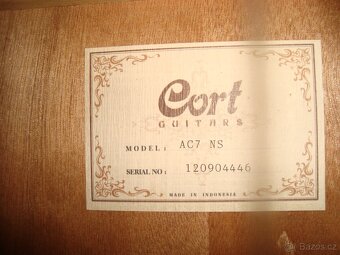 Cort
GUITARS
MODEL: AC7 NS
SERIAL NO: 120904446
MADE IN INDONESIA
Bazos.cz